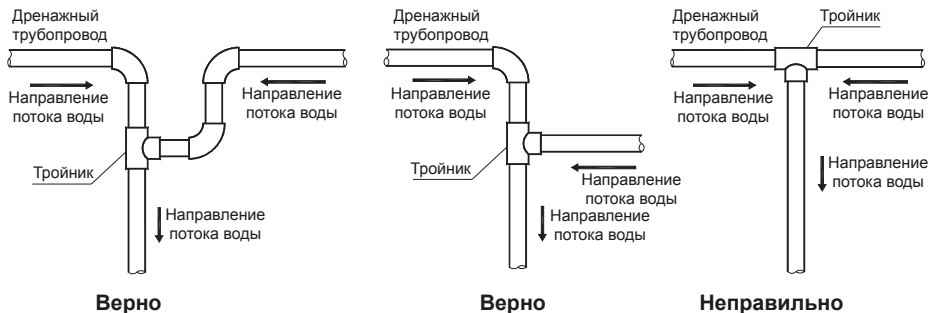 Дренажный
трубопровод
Направление
потока воды
Направление
потока воды
Тройник
Направление
потока воды
Верно
Дренажный
трубопровод
Направление
потока воды
Тройник
Направление
потока воды
Направление
потока воды
Верно
Дренажный
трубопровод
Тройник
Направление
потока воды
Направление
потока воды
Направление
потока воды
Неправильно